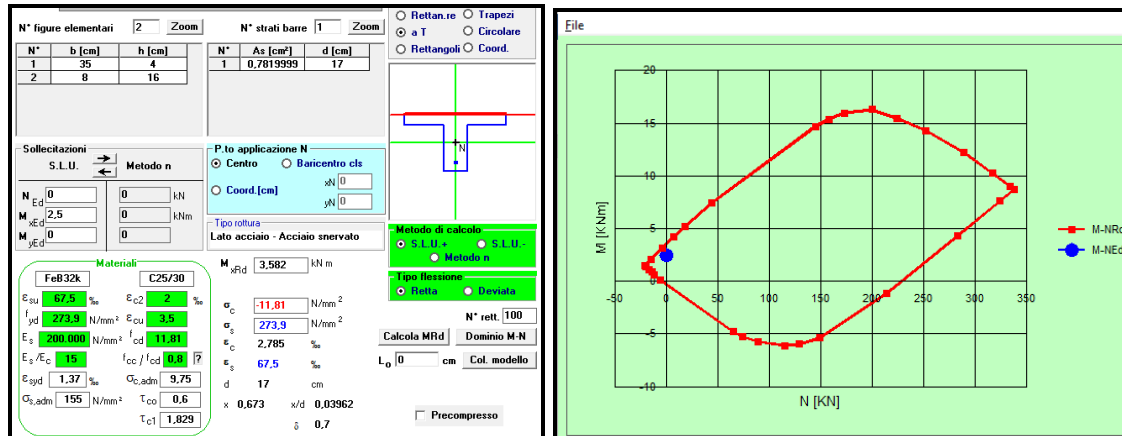 N° figure elementari 2 Zoom N° strati barre 1 Zoom
N° b [cm] h [cm]
1 35 4
2 8 16
N° As [cm²] d [cm]
1 0,7819999 17
Rettan.re Trapezi
a T Circolare
Rettangoli Coord.
N
Sollecitazioni
S.L.U. Metodo n
N Ed 0 0 kN
M xEd 2,5 0 kNm
M yEd 0 0
P.to applicazione N
Centro Baricentro cls
Coord.[cm] xN 0
yN 0
Tipo rottura
Lato acciaio - Acciaio snervato
Metodo di calcolo
S.L.U.+ S.L.U.-
Metodo n
Tipo flessione
Retta Deviata
N° rett. 100
Calcola MRd Dominio M-N
L₀ 0 cm Col. modello
Precompresso
Materiali
FeB32k C25/30
εsu 67,5 ‰ εc2 2 ‰
fyd 273,9 N/mm² εcu 3,5
Es 200.000 N/mm² fcd 11,81
Es/Ec 15 fcc / fcd 0,8 ?
εsyd 1,37 ‰ σc,adm 9,75
σs,adm 155 N/mm² τco 0,6
τc1 1,829
M xRd 3,582 kN m
σc -11,81 N/mm²
σs 273,9 N/mm²
εc 2,785 ‰
εs 67,5 ‰
d 17 cm
x 0,673 x/d 0,03962
δ 0,7
File
20
15
10
5
0
-5
-10
-50 0 50 100 150 200 250 300 350
M [KNm]
N [KN]
M-NRd
M-NEd